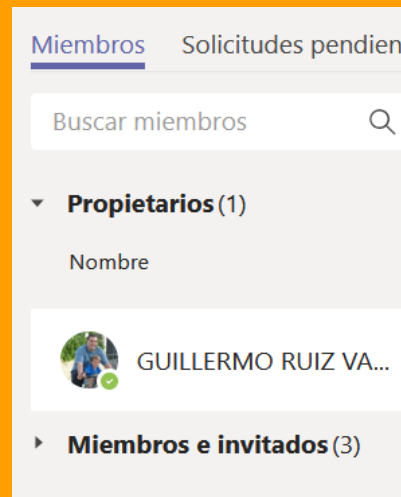 Miembros Solicitudes pendien
Buscar miembros
Propietarios (1)
Nombre
GUILLERMO RUIZ VA...
Miembros e invitados (3)